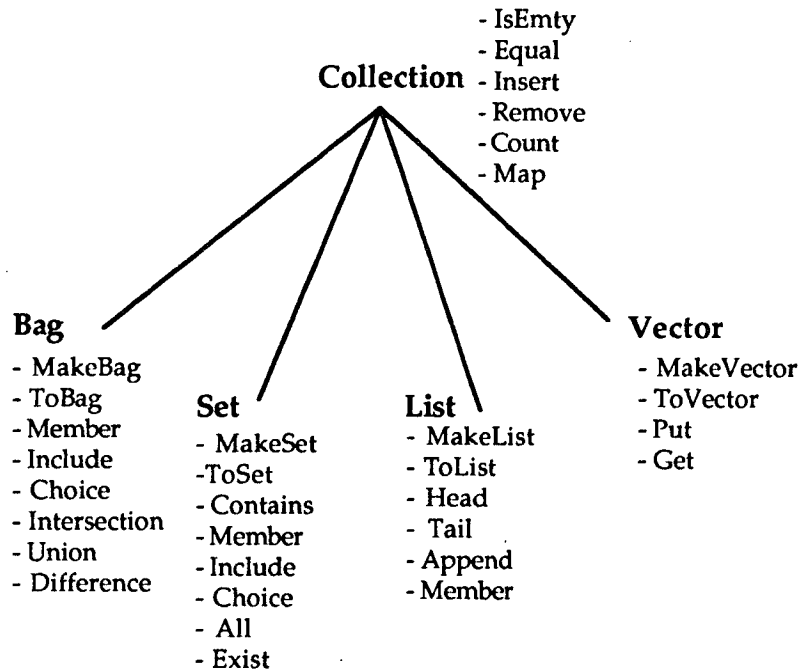 Collection
- IsEmty
- Equal
- Insert
- Remove
- Count
- Map
Bag
- MakeBag
- ToBag
- Member
- Include
- Choice
- Intersection
- Union
- Difference
Set
- MakeSet
-ToSet
- Contains
- Member
- Include
- Choice
- All
- Exist
List
- MakeList
- ToList
- Head
- Tail
- Append
- Member
Vector
- MakeVector
- ToVector
- Put
- Get